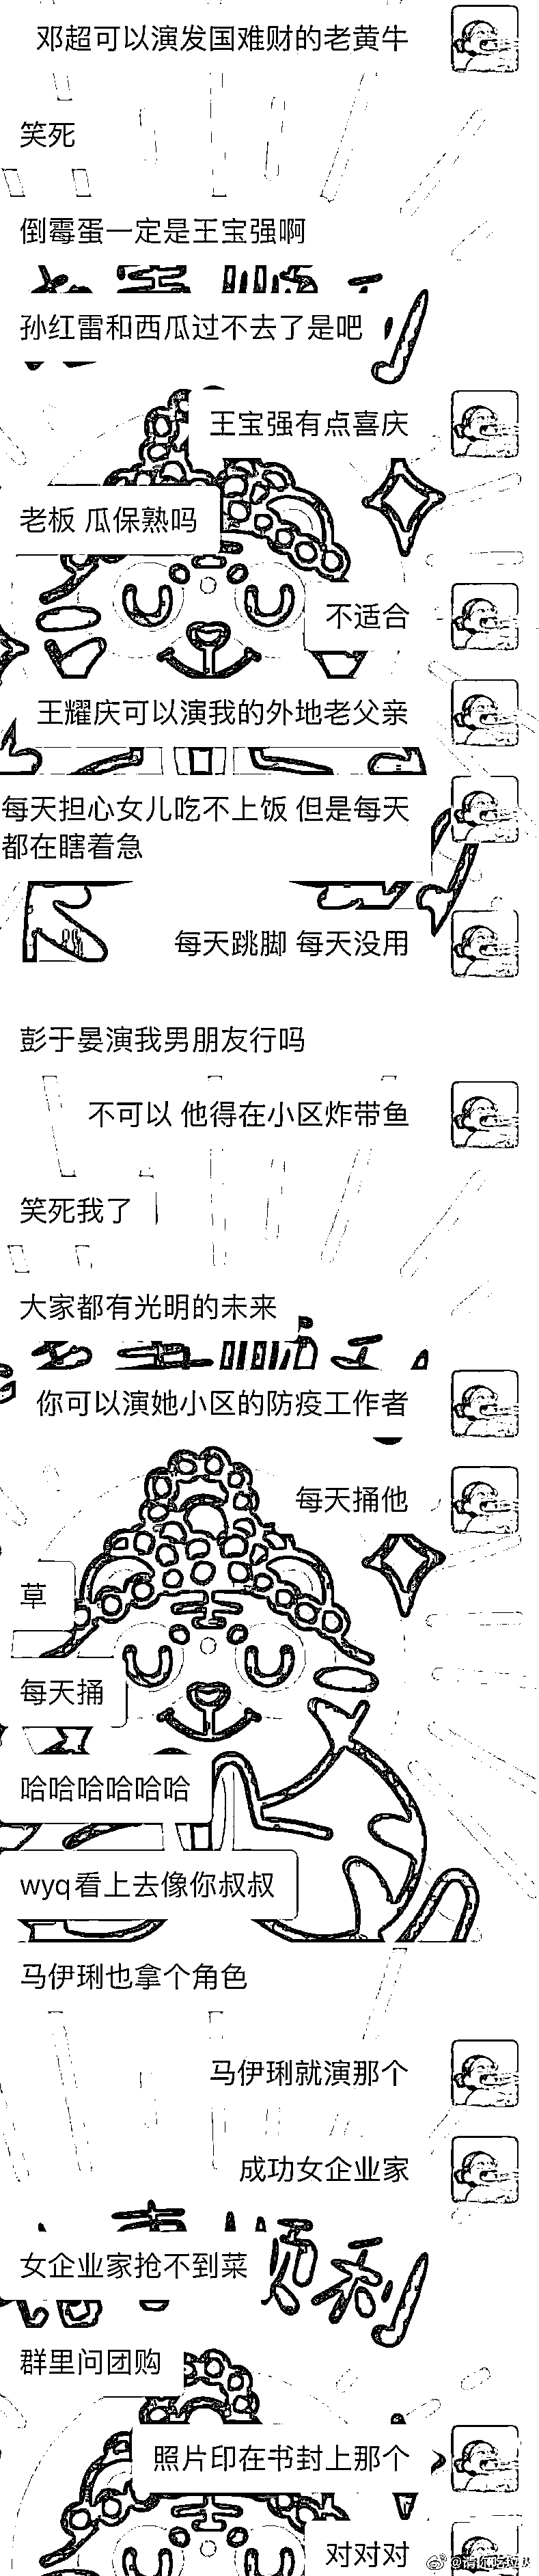 邓超可以演发国难财的老黄牛
笑死
倒霉蛋一定是王宝强啊
孙红雷和西瓜过不去了是吧
王宝强有点喜庆
老板 瓜保熟吗
不适合
王耀庆可以演我的外地老父亲
每天担心女儿吃不上饭 但是每天
都在瞎着急
每天跳脚 每天没用
彭于晏演我男朋友行吗
不可以 他得在小区炸带鱼
笑死我了
大家都有光明的未来
你可以演她小区的防疫工作者
每天捅他
草
每天捅
哈哈哈哈哈哈
wyq看上去像你叔叔
马伊琍也拿个角色
马伊琍就演那个
成功女企业家
女企业家抢不到菜
顺利
群里问团购
照片印在书封上那个
对对对